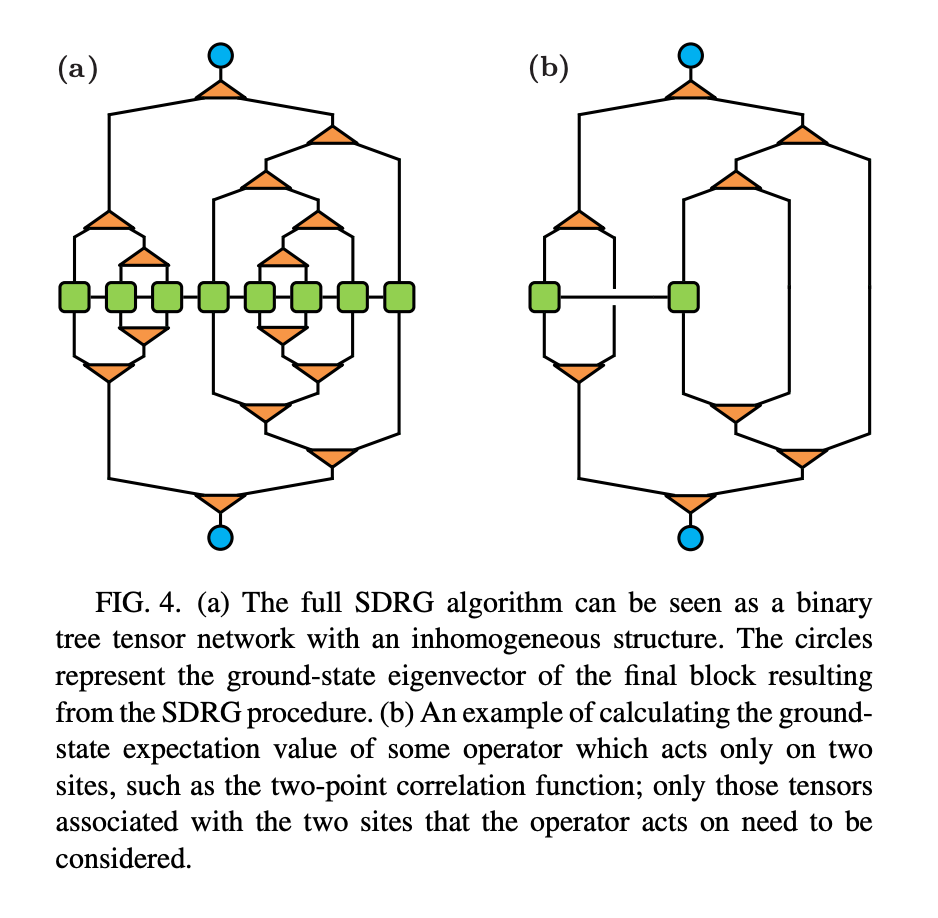 (a)
(b)
FIG. 4. (a) The full SDRG algorithm can be seen as a binary
tree tensor network with an inhomogeneous structure. The circles
represent the ground-state eigenvector of the final block resulting
from the SDRG procedure. (b) An example of calculating the ground-
state expectation value of some operator which acts only on two
sites, such as the two-point correlation function; only those tensors
associated with the two sites that the operator acts on need to be
considered.